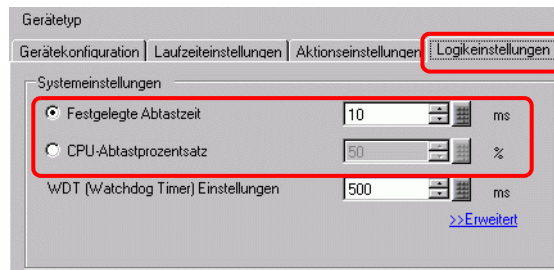 Gerätetyp
Gerätekonfiguration Laufzeiteinstellungen Aktionseinstellungen Logikeinstellungen
Systemeinstellungen
Festgelegte Abtastzeit 10 ms
CPU-Abtastprozentsatz 50 %
WDT (Watchdog Timer) Einstellungen 500 ms
>>Erweitert